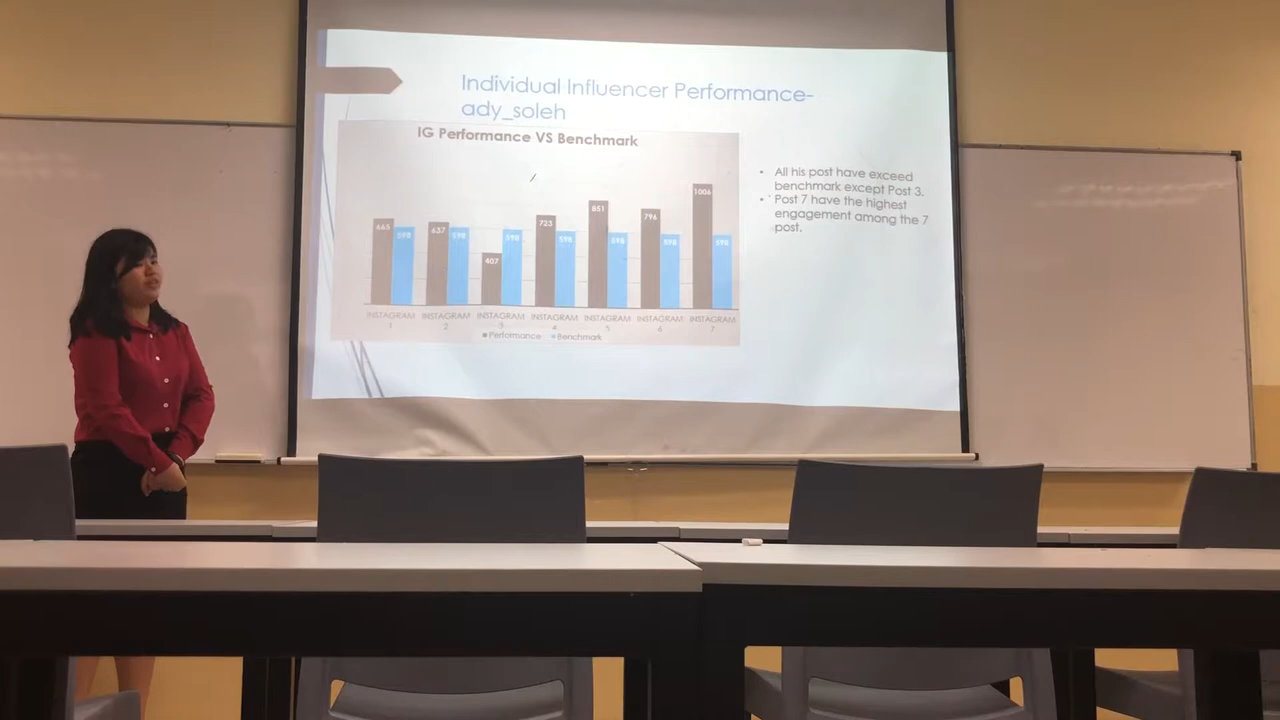 Individual Influencer Performance-
ady_soleh
IG Performance VS Benchmark
665 598 637 598 407 598 723 598 851 598 796 598 1006 598
INSTAGRAM INSTAGRAM INSTAGRAM INSTAGRAM INSTAGRAM INSTAGRAM INSTAGRAM
1 2 3 4 5 6 7
Performance Benchmark
• All his post have exceed
benchmark except Post 3.
• Post 7 have the highest
engagement among the 7
post.